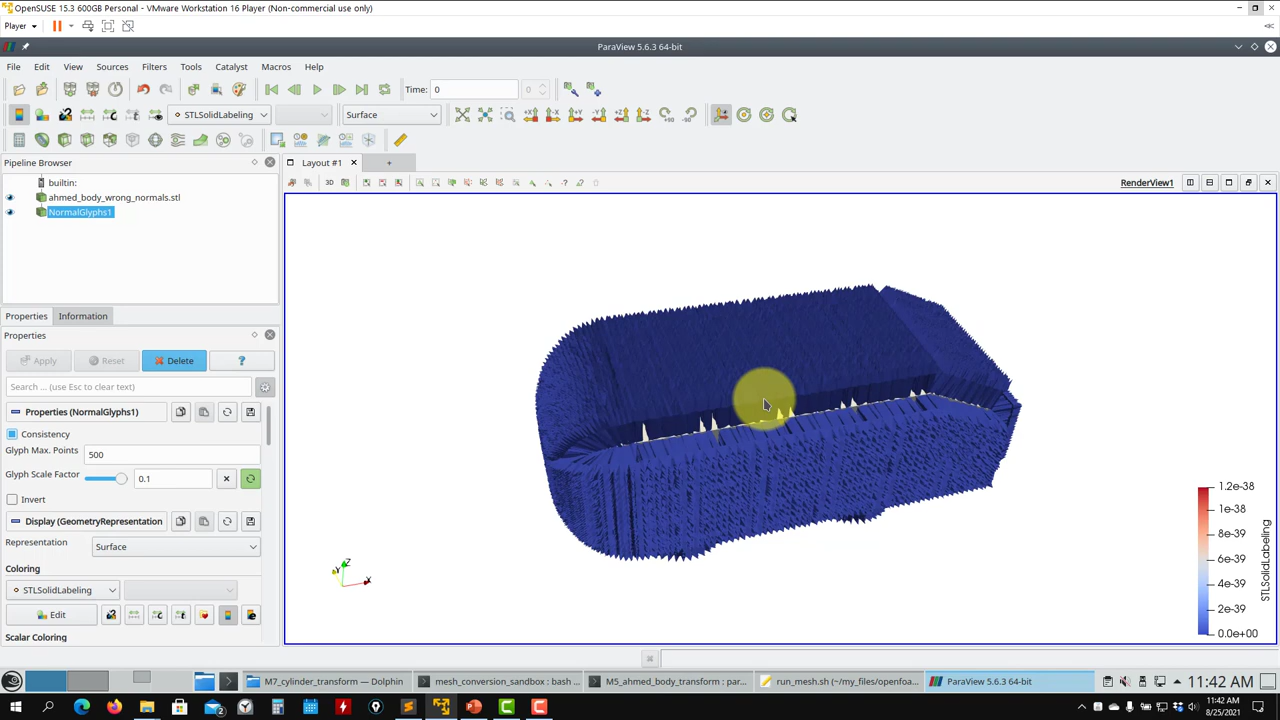 OpenSUSE 15.3 600GB Personal - VMware Workstation 16 Player (Non-commercial use only)
Player
ParaView 5.6.3 64-bit
File Edit View Sources Filters Tools Catalyst Macros Help
Time: 0 0
STLSolidLabeling Surface
+X -X +Y -Y +Z -Z +90 -90
Pipeline Browser
Layout #1 +
builtin:
3D RenderView1
ahmed_body_wrong_normals.stl
NormalGlyphs1
Properties Information
Properties
Apply Reset Delete ?
Search ... (use Esc to clear text)
Properties (NormalGlyphs1)
Consistency
Glyph Max. Points 500
Glyph Scale Factor 0.1
Invert
Display (GeometryRepresentation
Representation Surface
Coloring
STLSolidLabeling
Edit
Scalar Coloring
Z
Y
X
1.2e-38
1e-38
8e-39
6e-39
4e-39
2e-39
0.0e+00
STLSolidLabeling
M7_cylinder_transform — Dolphin
mesh_conversion_sandbox : bash ...
M5_ahmed_body_transform : par...
run_mesh.sh (~/my_files/openfoa...
ParaView 5.6.3 64-bit
11:42 AM
11:42 AM
8/25/2021